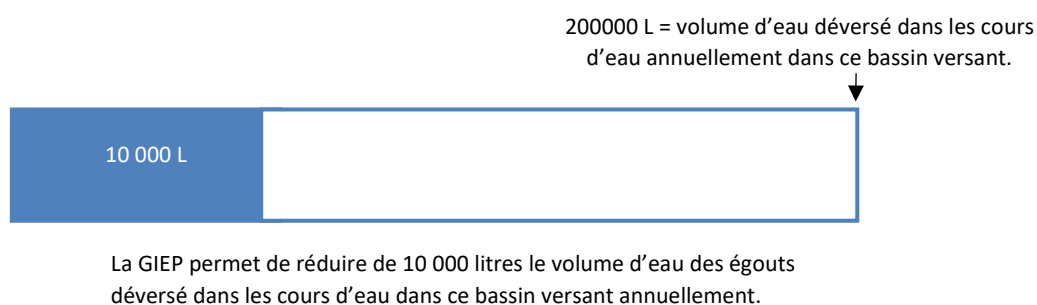 200000 L = volume d’eau déversé dans les cours
d’eau annuellement dans ce bassin versant.
10 000 L
La GIEP permet de réduire de 10 000 litres le volume d’eau des égouts
déversé dans les cours d’eau dans ce bassin versant annuellement.